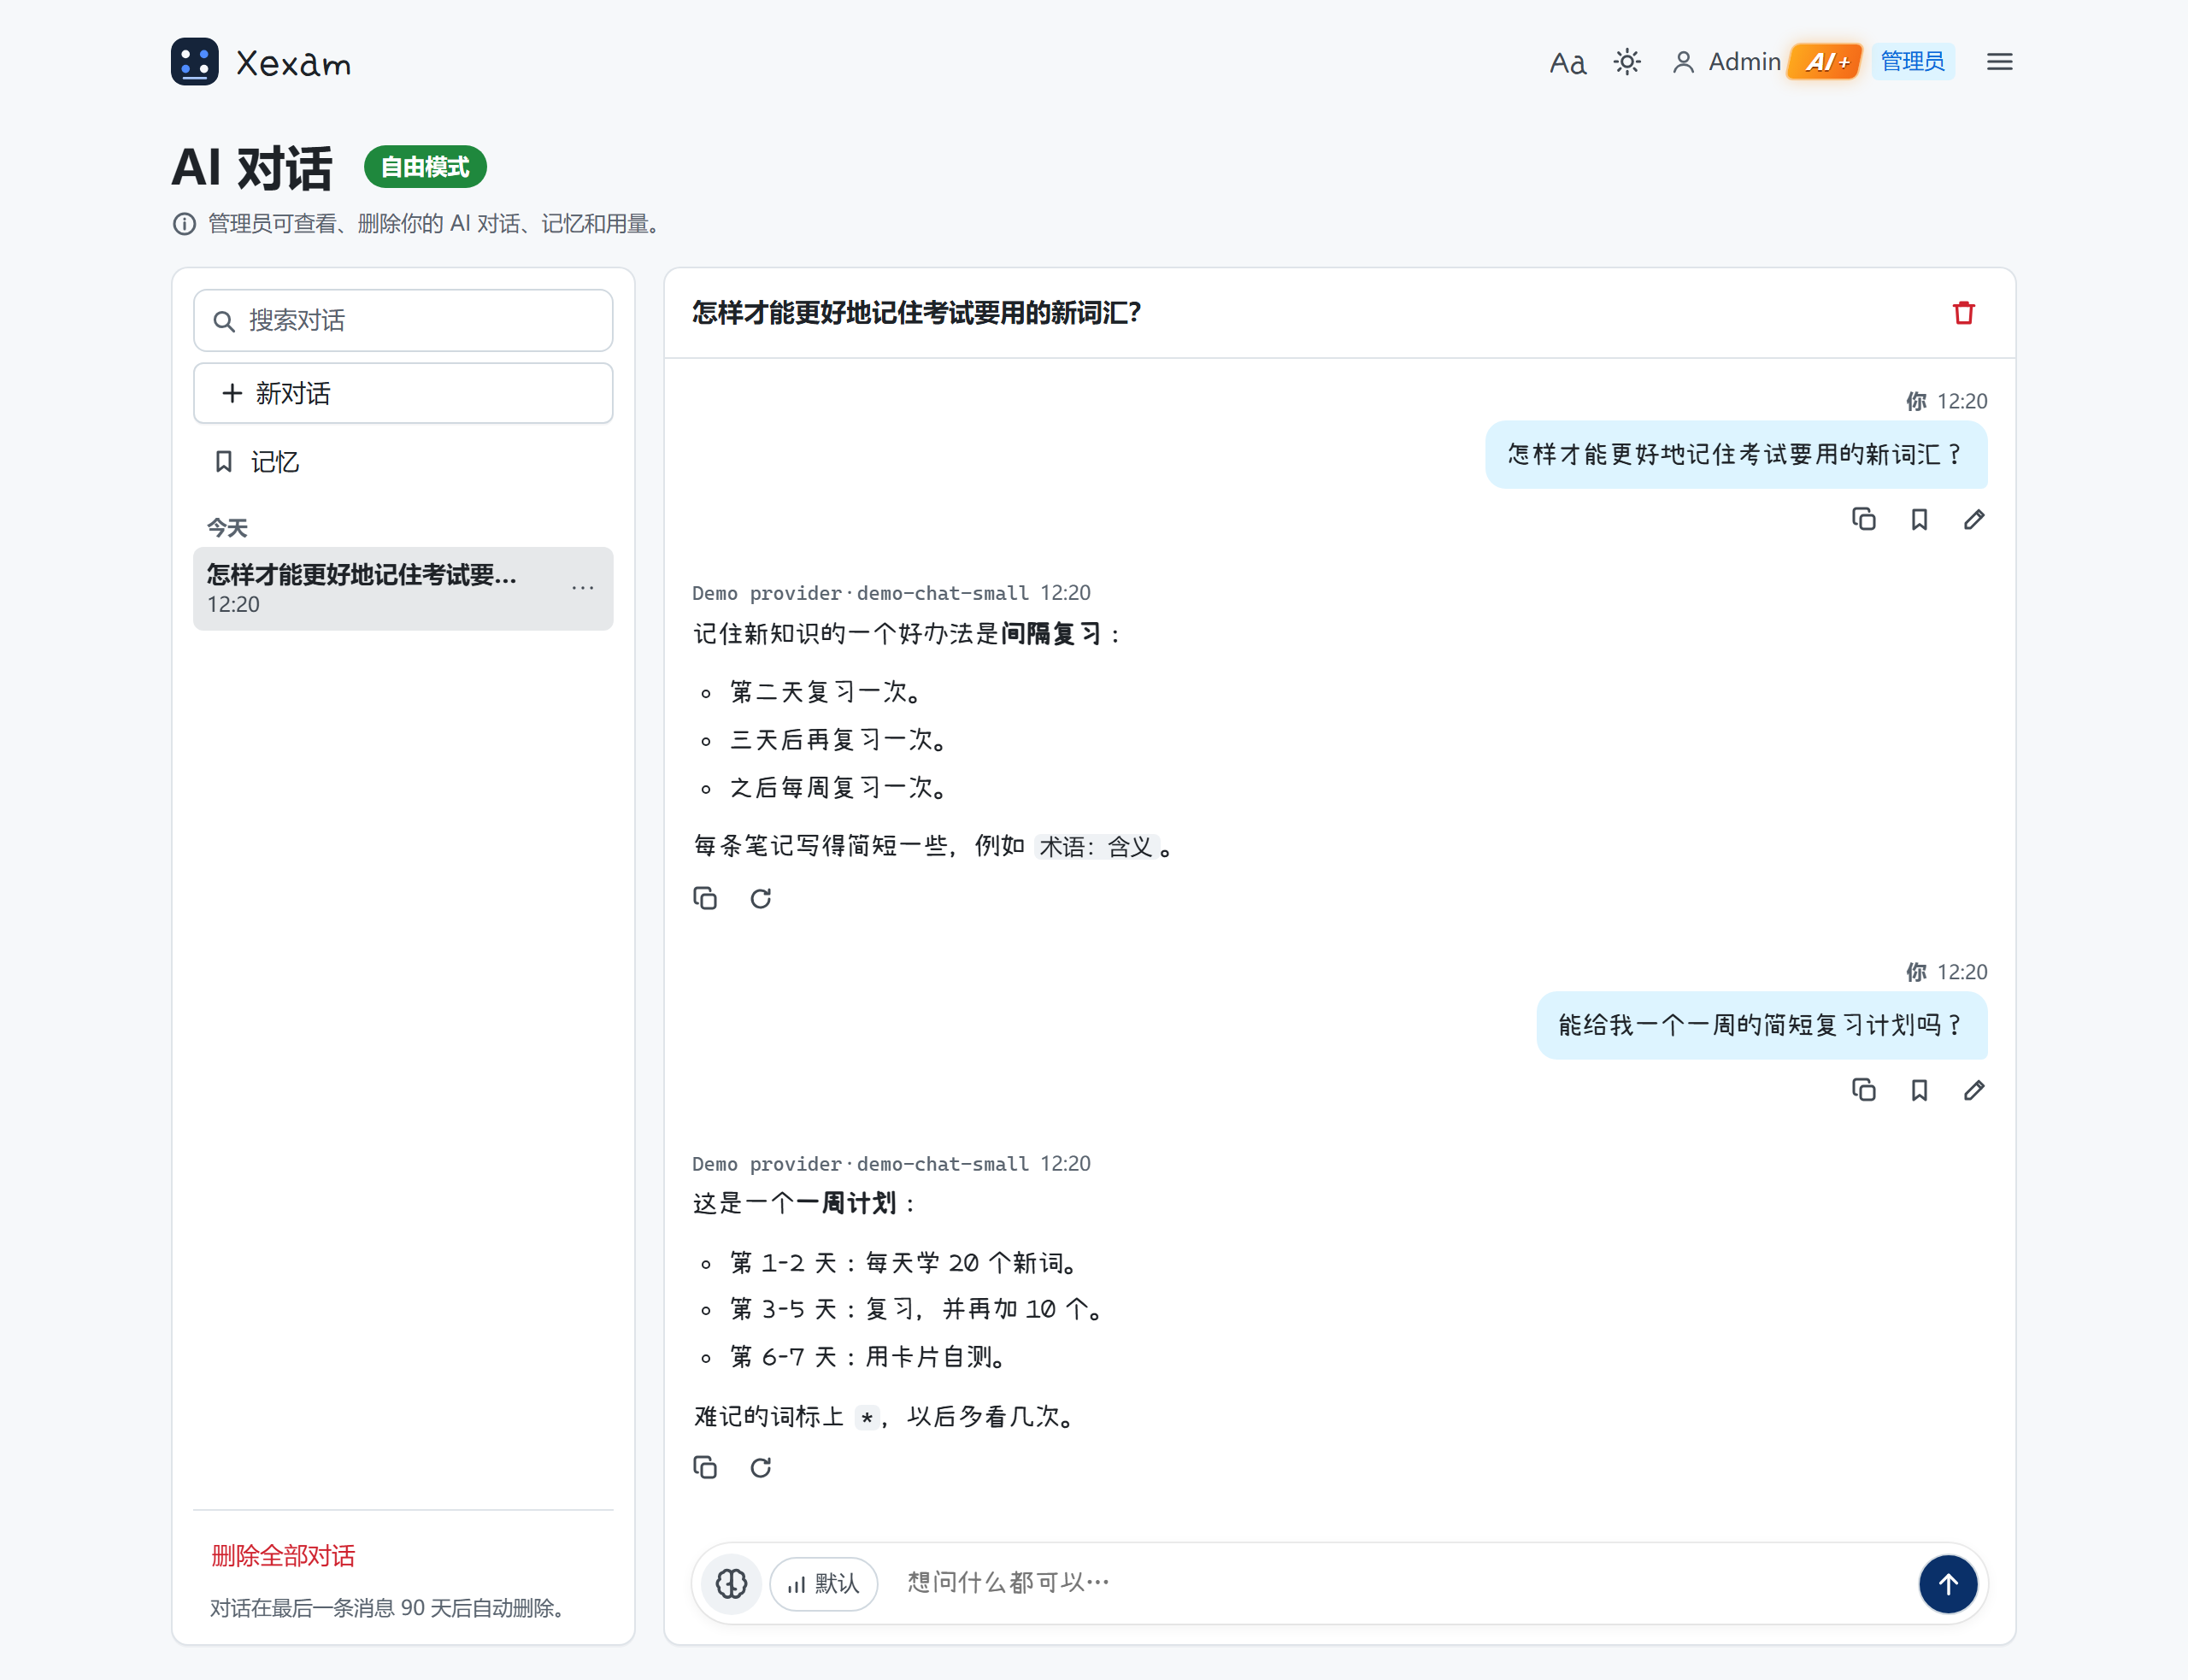 Xexam
Aa
Admin
AI+
管理员
AI 对话
自由模式
管理员可查看、删除你的 AI 对话、记忆和用量。
搜索对话
新对话
记忆
今天
怎样才能更好地记住考试要...
12:20
...
删除全部对话
对话在最后一条消息 90 天后自动删除。
怎样才能更好地记住考试要用的新词汇？
你 12:20
怎样才能更好地记住考试要用的新词汇？
Demo provider·demo-chat-small 12:20
记住新知识的一个好办法是间隔复习：
第二天复习一次。
三天后再复习一次。
之后每周复习一次。
每条笔记写得简短一些，例如 术语：含义。
你 12:20
能给我一个一周的简短复习计划吗？
Demo provider·demo-chat-small 12:20
这是一个一周计划：
第 1-2 天：每天学 20 个新词。
第 3-5 天：复习，并再加 10 个。
第 6-7 天：用卡片自测。
难记的词标上 *，以后多看几次。
默认
想问什么都可以…